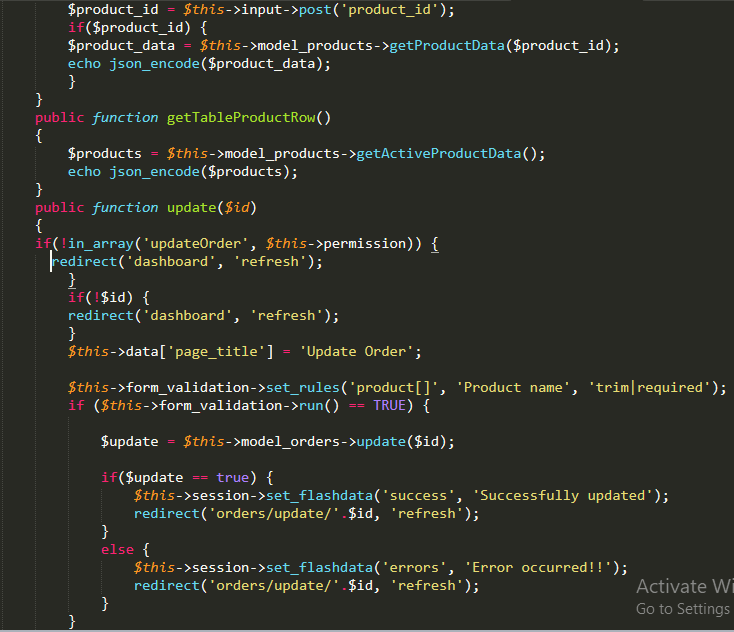 $product_id = $this->input->post('product_id');
if($product_id) {
$product_data = $this->model_products->getProductData($product_id);
echo json_encode($product_data);
}
}
public function getTableProductRow()
{
$products = $this->model_products->getActiveProductData();
echo json_encode($products);
}
public function update($id)
{
if(!in_array('updateOrder', $this->permission)) {
redirect('dashboard', 'refresh');
}
if(!$id) {
redirect('dashboard', 'refresh');
}
$this->data['page_title'] = 'Update Order';
$this->form_validation->set_rules('product[]', 'Product name', 'trim|required');
if ($this->form_validation->run() == TRUE) {
$update = $this->model_orders->update($id);
if($update == true) {
$this->session->set_flashdata('success', 'Successfully updated');
redirect('orders/update/'.$id, 'refresh');
}
else {
$this->session->set_flashdata('errors', 'Error occurred!!');
redirect('orders/update/'.$id, 'refresh');
}
}
Activate Wi
Go to Settings